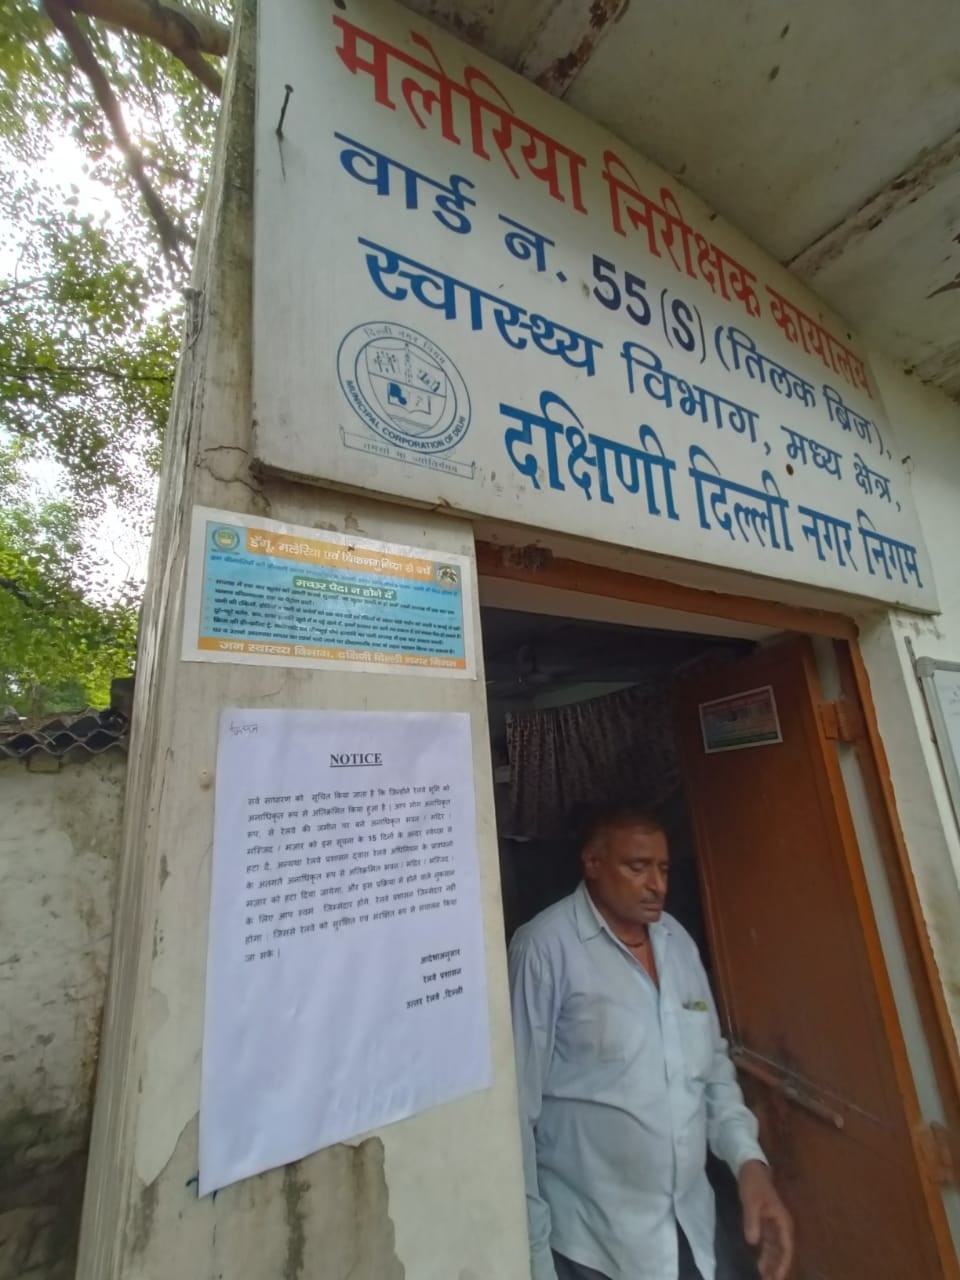 मलेरिया निरीक्षक कार्यालय
वार्ड न. 55 (S) (तिलक ब्रिज),
स्वास्थ्य विभाग, मध्य क्षेत्र,
दक्षिणी दिल्ली नगर निगम
दिल्ली नगर निगम
MUNICIPAL CORPORATION OF DELHI
डेंगू, मलेरिया एवं चिकनगुनिया से बचें
मच्छर पैदा न होने दें
जन स्वास्थ्य विभाग, दक्षिणी दिल्ली नगर निगम
NOTICE
सर्व साधारण को सूचित किया जाता है कि जिन्होंने रेलवे भूमि को
अनाधिकृत रूप से अतिक्रमित किया हुआ है। आप लोग अनाधिकृत
रूप, से रेलवे की जमीन पर बने अनाधिकृत भवन / मंदिर /
मस्जिद / मजार को इस सूचना के 15 दिनों के अन्दर स्वेच्छा से
हटा दें, अन्यथा रेलवे प्रशासन द्वारा रेलवे अधिनियम के प्रावधानों
के अंतर्गत अनाधिकृत रूप से अतिक्रमित भवन / मंदिर / मस्जिद /
मजार को हटा दिया जायेगा, और इस प्रक्रिया में होने वाले नुकसान
के लिए आप स्वयं जिम्मेदार होंगे, रेलवे प्रशासन जिम्मेदार नहीं
होगा। जिससे रेलवे को सुरक्षित एवं संरक्षित रूप से संचालन किया
जा सके।
आदेशानुसार
रेलवे प्रशासन
उत्तर रेलवे ,दिल्ली